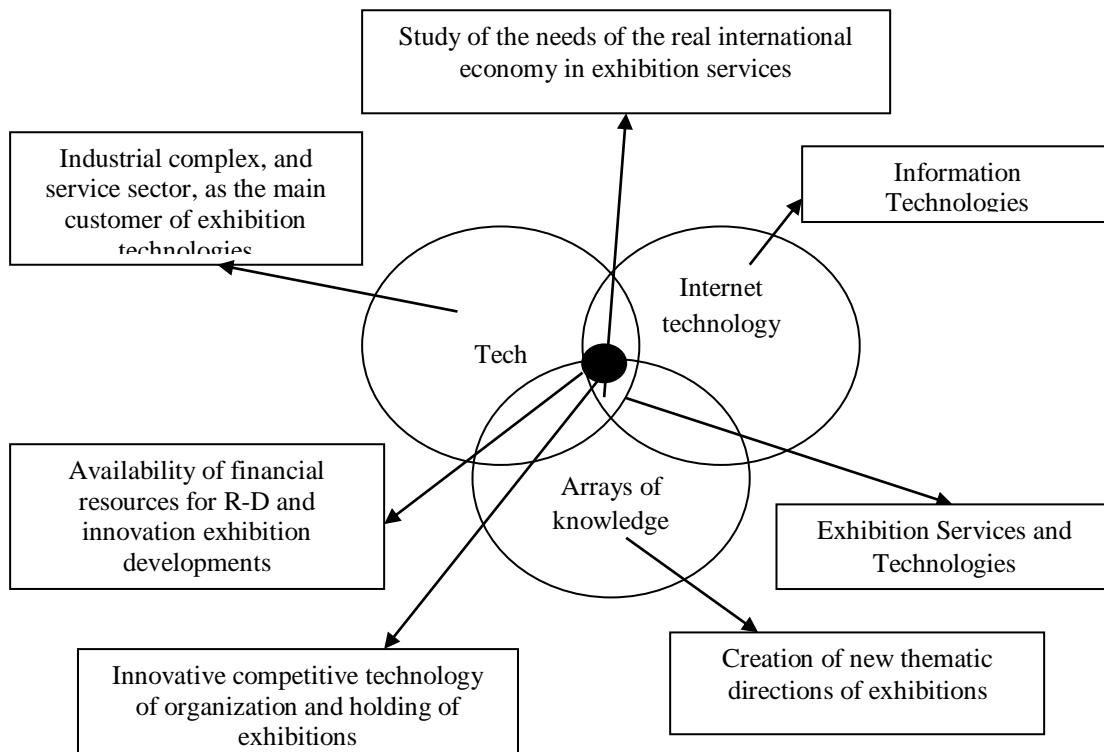 Study of the needs of the real international
economy in exhibition services
Industrial complex, and
service sector, as the main
customer of exhibition
technologies
Information
Technologies
Internet
technology
Tech
Arrays of
knowledge
Availability of financial
resources for R-D and
innovation exhibition
developments
Exhibition Services and
Technologies
Innovative competitive technology
of organization and holding of
exhibitions
Creation of new thematic
directions of exhibitions